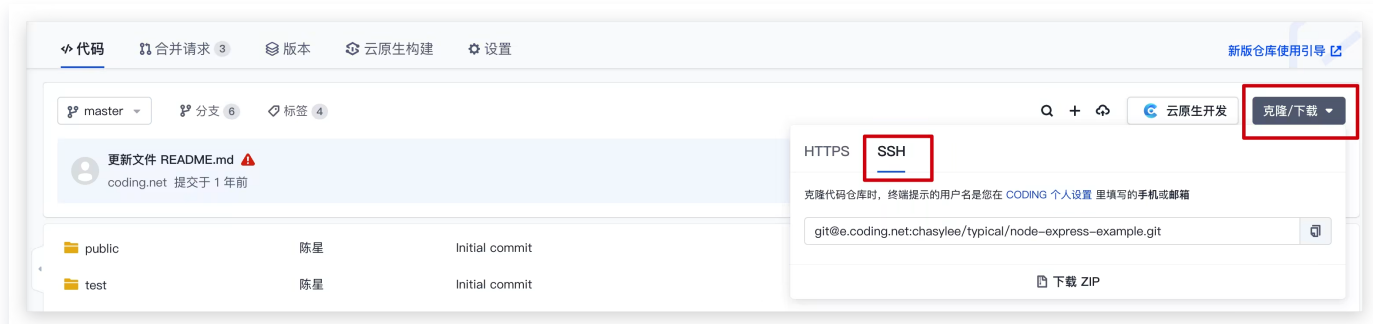 代码 合并请求 3 版本 云原生构建 设置 新版仓库使用引导
master 分支 6 标签 4 云原生开发 克隆/下载
更新文件 README.md
coding.net 提交于 1 年前
HTTPS SSH
克隆代码仓库时，终端提示的用户名是您在 CODING 个人设置 里填写的手机或邮箱
git@e.coding.net:chasylee/typical/node-express-example.git
下载 ZIP
public 陈星 Initial commit
test 陈星 Initial commit